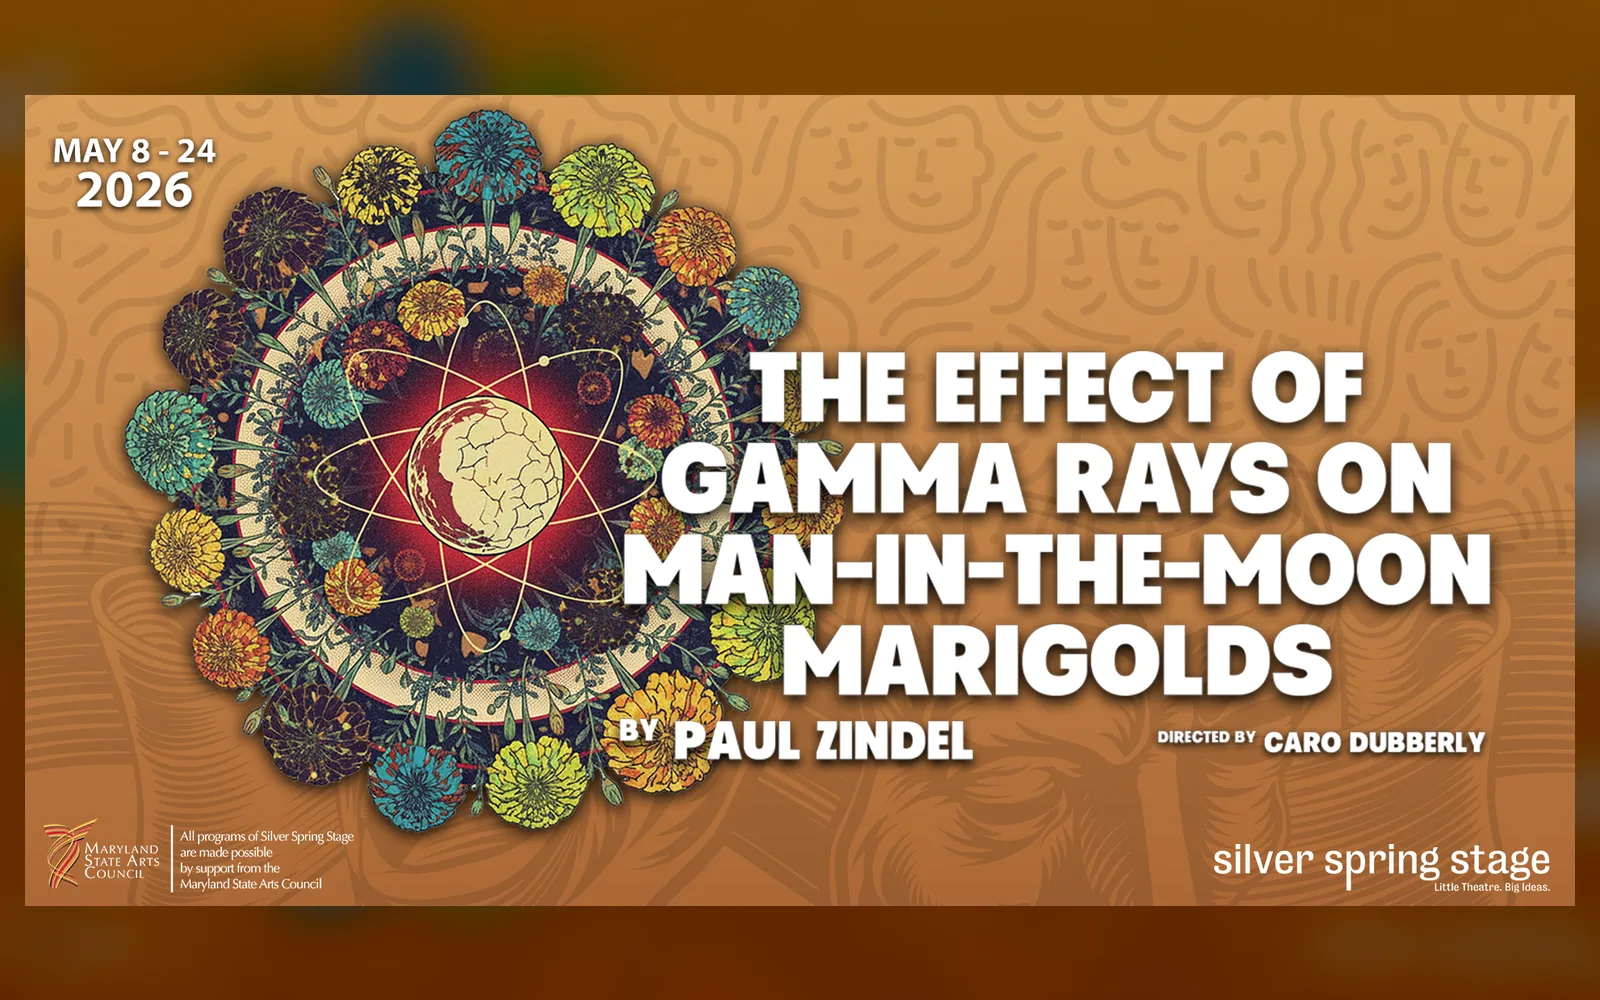 MAY 8 - 24
2026
THE EFFECT OF
GAMMA RAYS ON
MAN-IN-THE-MOON
MARIGOLDS
BY PAUL ZINDEL
DIRECTED BY CARO DUBBERLY
MARYLAND
STATE ARTS
COUNCIL
All programs of Silver Spring Stage
are made possible
by support from the
Maryland State Arts Council
silver spring stage
Little Theatre. Big Ideas.